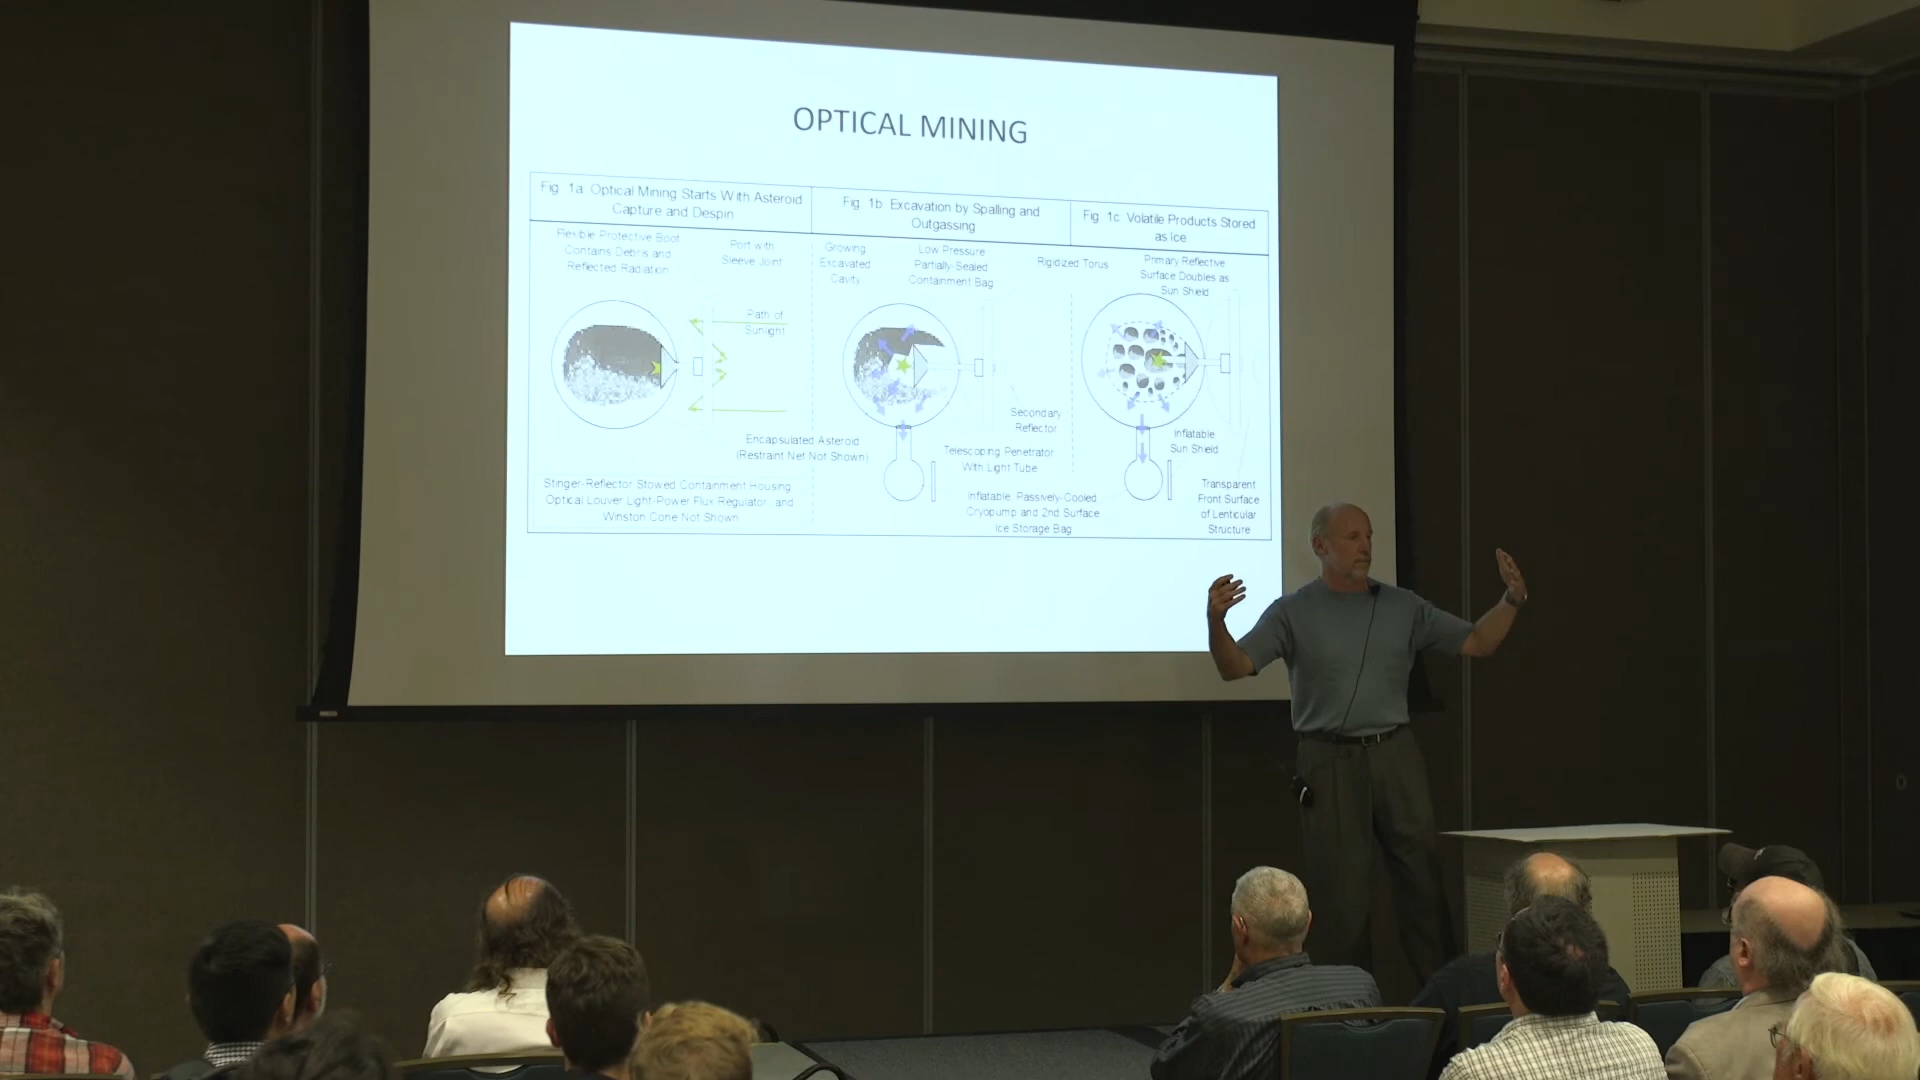 OPTICAL MINING
Fig. 1a Optical Mining Starts With Asteroid
Capture and Despin
Fig. 1b Excavation by Spalling and
Outgassing
Fig. 1c Volatile Products Stored
as Ice
Flexible Protective Boot
Contains Debris and
Reflected Radiation
Port with
Sleeve Joint
Growing
Excavated
Cavity
Low Pressure
Partially-Sealed
Containment Bag
Rigidized Torus
Primary Reflective
Surface Doubles as
Sun Shield
Path of
Sunlight
Secondary
Reflector
Encapsulated Asteroid
(Restraint Net Not Shown)
Telescoping Penetrator
With Light Tube
Inflatable
Sun Shield
Stinger-Reflector Stowed Containment Housing
Optical Louver Light-Power Flux Regulator and
Winston Cone Not Shown
Inflatable Passively-Cooled
Cryopump and 2nd Surface
Ice Storage Bag
Transparent
Front Surface
of Lenticular
Structure